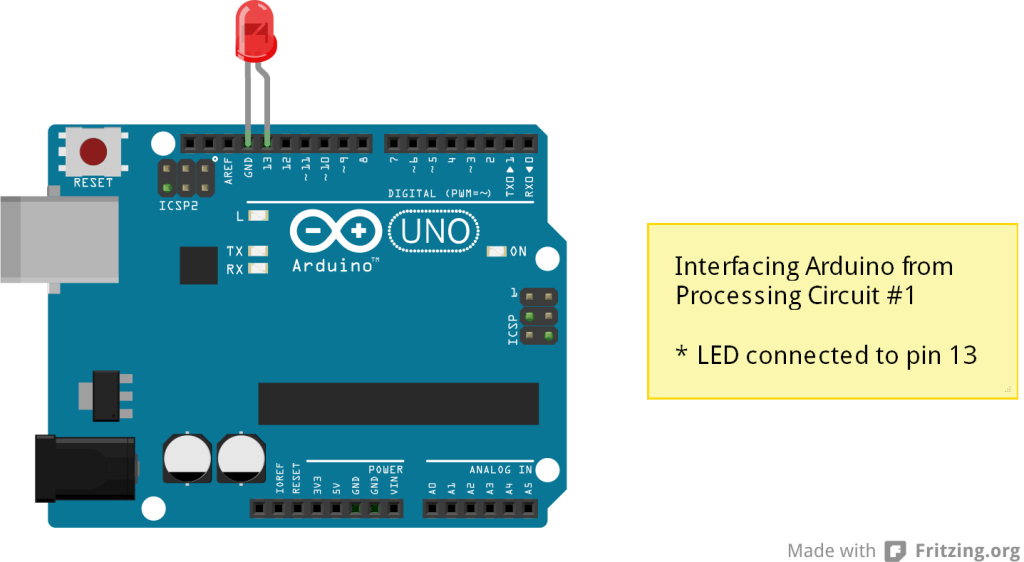 RESET
ICSP2
AREF
GND
13
12
~11
~10
~9
8
7
~6
~5
4
~3
2
TX0▶1
RX0◀0
DIGITAL (PWM=~)
L
TX
RX
Arduino™
UNO
ON
1
ICSP
Interfacing Arduino from
Processing Circuit #1
* LED connected to pin 13
POWER
ANALOG IN
IOREF
RESET
3V3
5V
GND
GND
VIN
A0
A1
A2
A3
A4
A5
Made with Fritzing.org